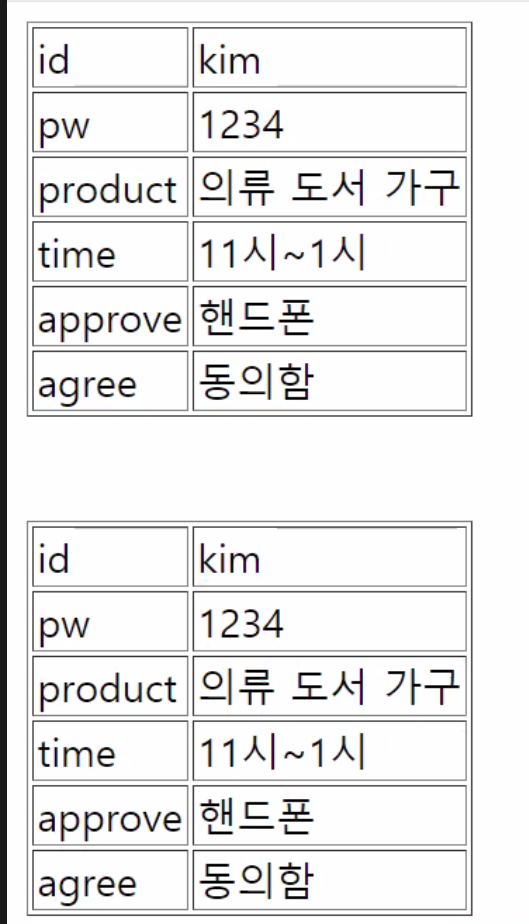 id kim
pw 1234
product 의류 도서 가구
time 11시~1시
approve 핸드폰
agree 동의함
id kim
pw 1234
product 의류 도서 가구
time 11시~1시
approve 핸드폰
agree 동의함